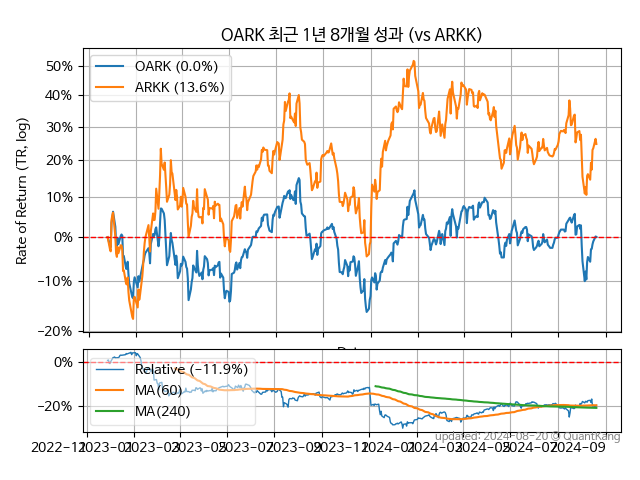 OARK 최근 1년 8개월 성과 (vs ARKK)
OARK (0.0%)
ARKK (13.6%)
Rate of Return (TR, log)
50%
40%
30%
20%
10%
0%
−10%
−20%
Relative (−11.9%)
MA(60)
MA(240)
0%
−20%
updated: 2024-08-20 @ QuantKang
2022-11
2023-01
2023-03
2023-05
2023-07
2023-09
2023-11
2024-01
2024-03
2024-05
2024-07
2024-09